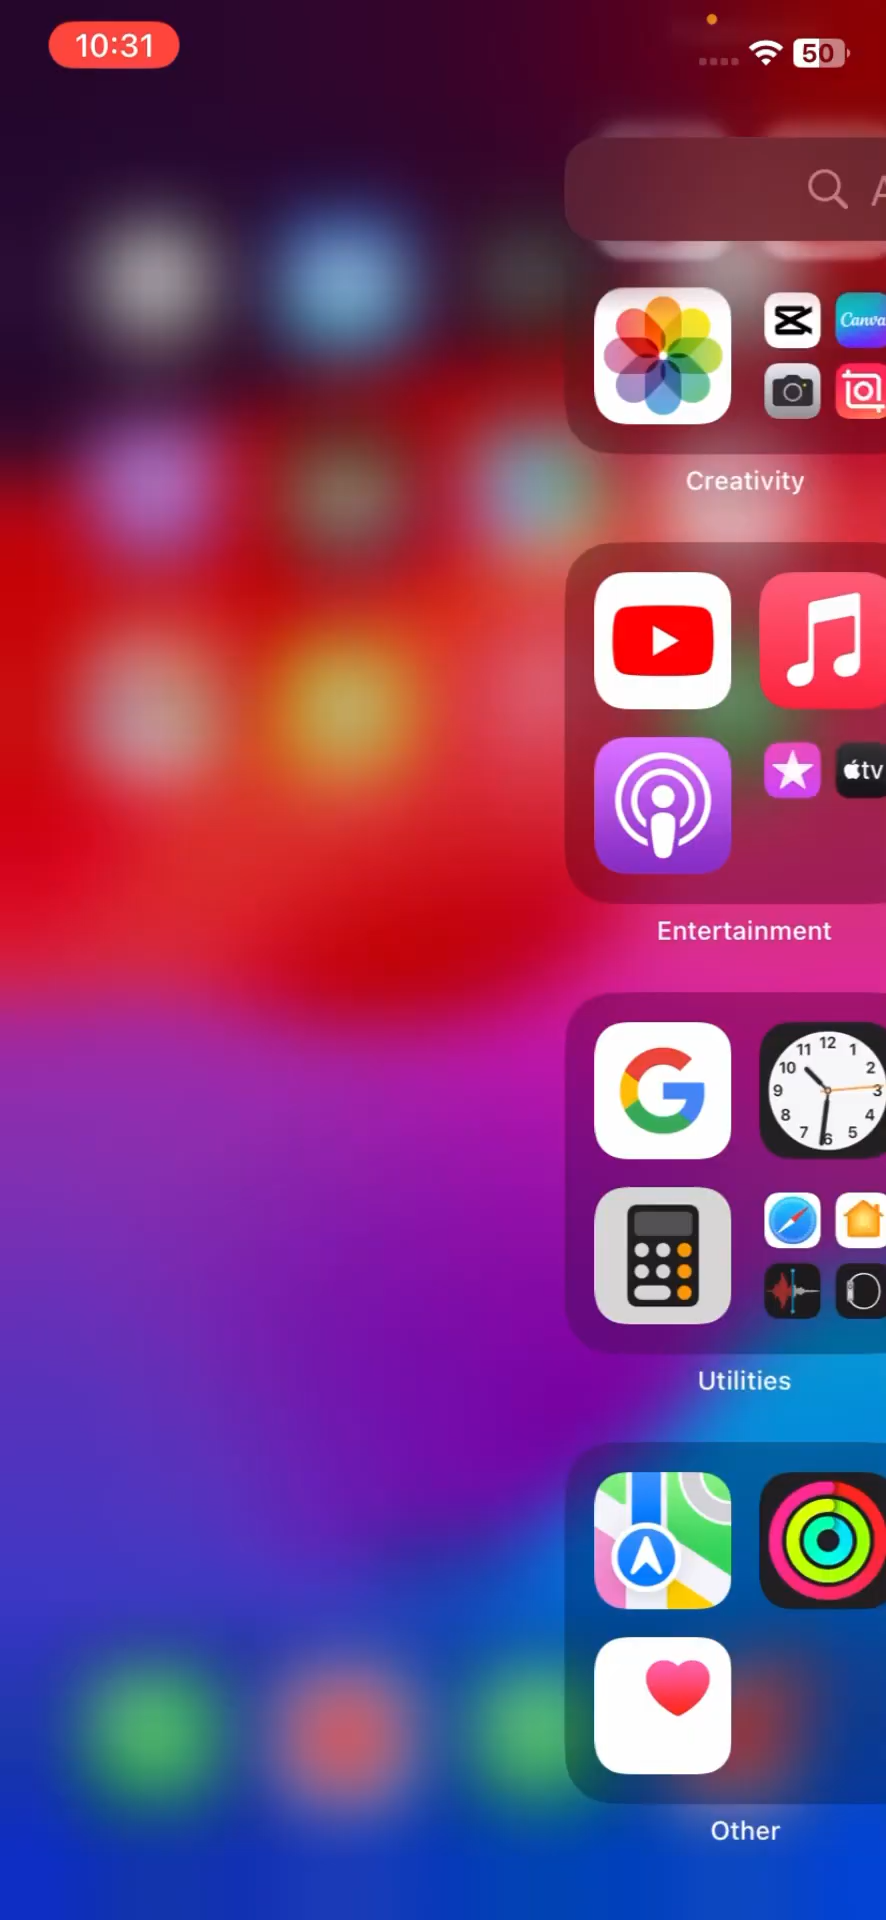 10:31
50
A
Canva
Creativity
tv
Entertainment
11 12 1
10 2
9 3
8 4
7 6 5
Utilities
Other